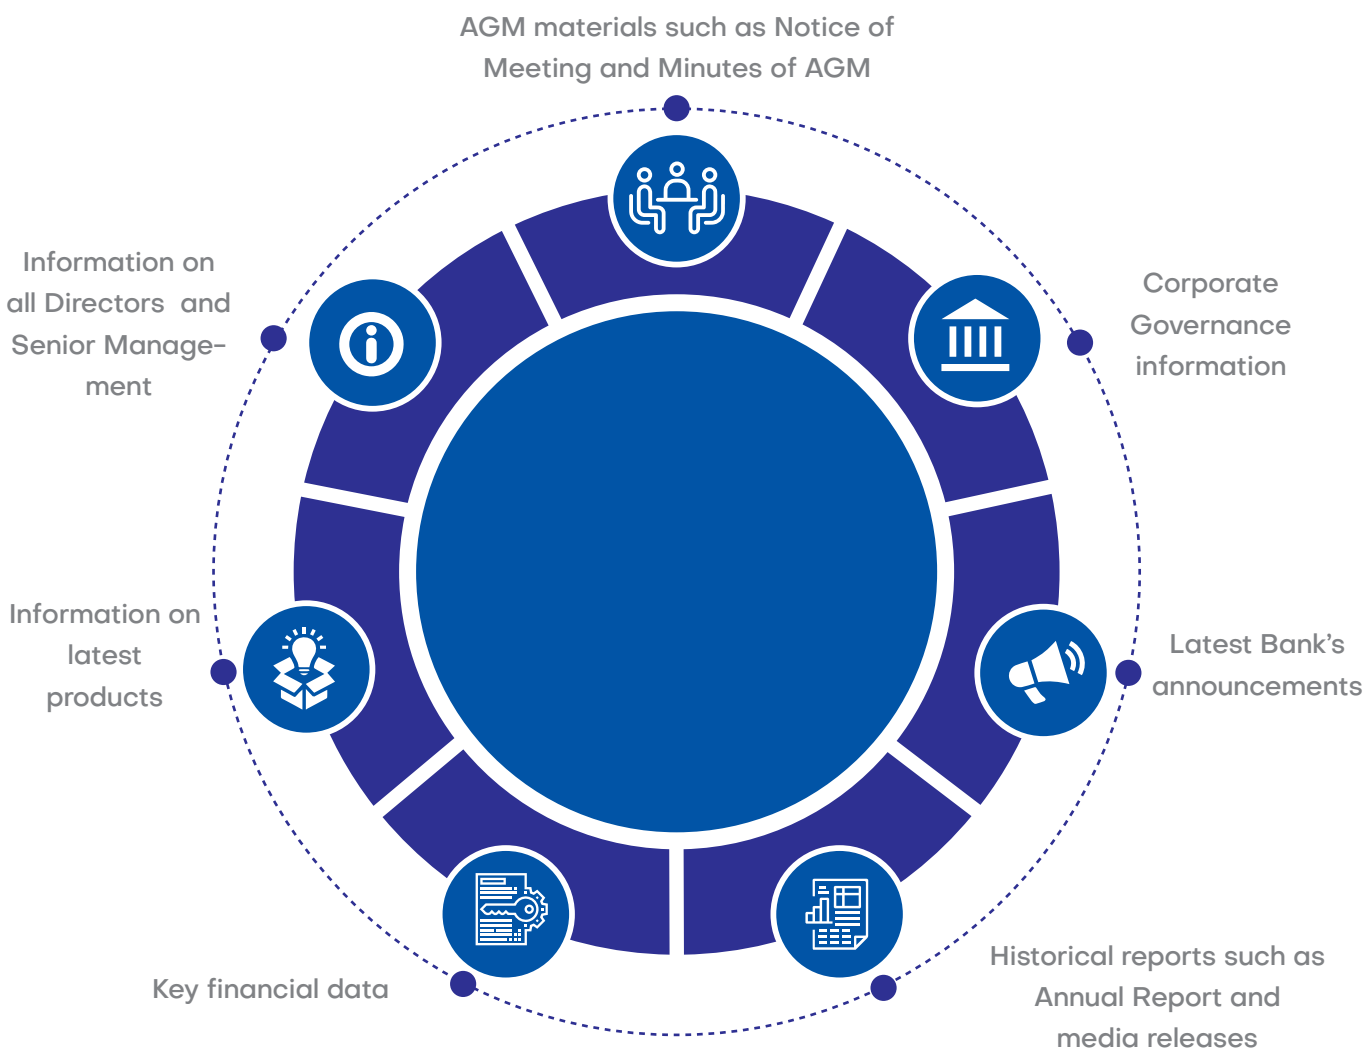 AGM materials such as Notice of
Meeting and Minutes of AGM
Corporate
Governance
information
Latest Bank's
announcements
Historical reports such as
Annual Report and
media releases
Key financial data
Information on
latest
products
Information on
all Directors  and
Senior Manage-
ment